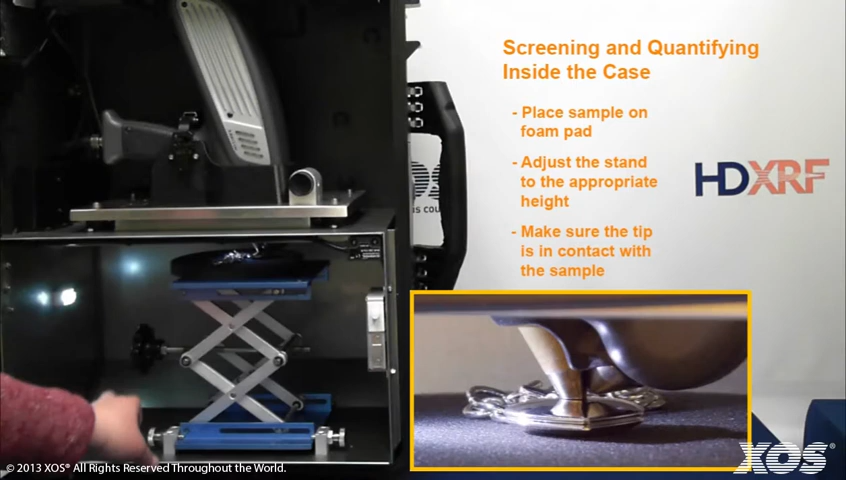 Screening and Quantifying
Inside the Case
- Place sample on
foam pad
- Adjust the stand
to the appropriate
height
- Make sure the tip
is in contact with
the sample
HDXRF
IS COU
© 2013 XOS® All Rights Reserved Throughout the World.
XOS®